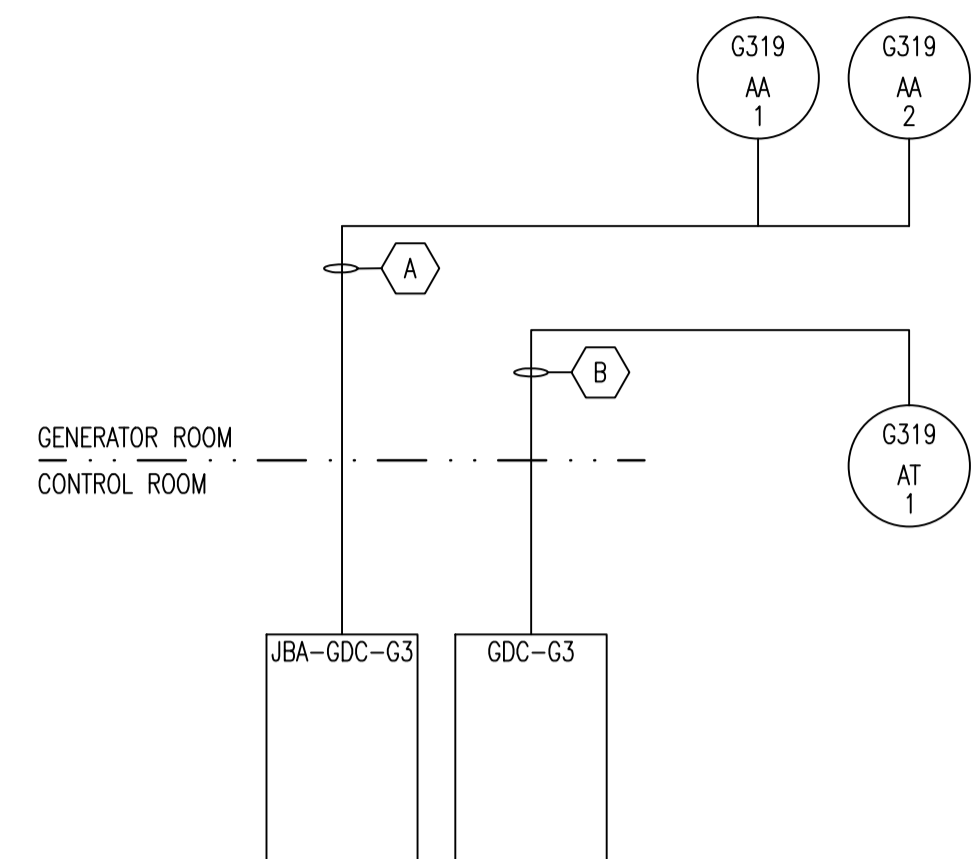 G319
AA
1
G319
AA
2
A
B
GENERATOR ROOM
CONTROL ROOM
G319
AT
1
JBA-GDC-G3
GDC-G3